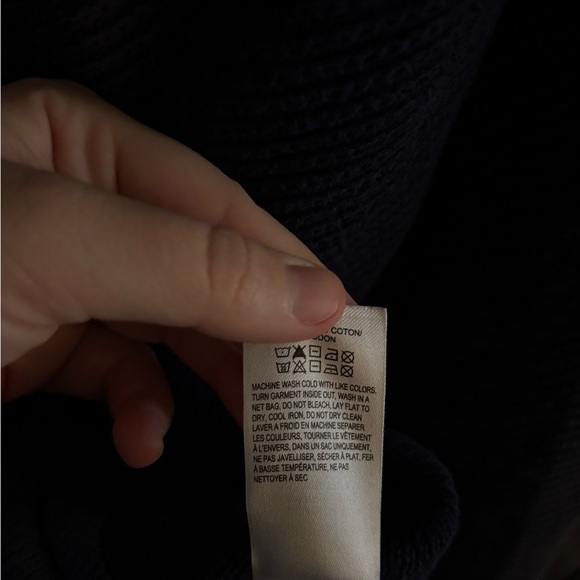 COTON/
DON
MACHINE WASH COLD WITH LIKE COLORS.
TURN GARMENT INSIDE OUT, WASH IN A
NET BAG, DO NOT BLEACH, LAY FLAT TO
DRY, COOL IRON, DO NOT DRY CLEAN
LAVER A FROID EN MACHINE SEPARER
LES COULEURS, TOURNER LE VÊTEMENT
À L'ENVERS, DANS UN SAC UNIQUEMENT,
NE PAS JAVELLISER, SÉCHER À PLAT, FER
À BASSE TEMPÉRATURE, NE PAS
NETTOYER À SEC